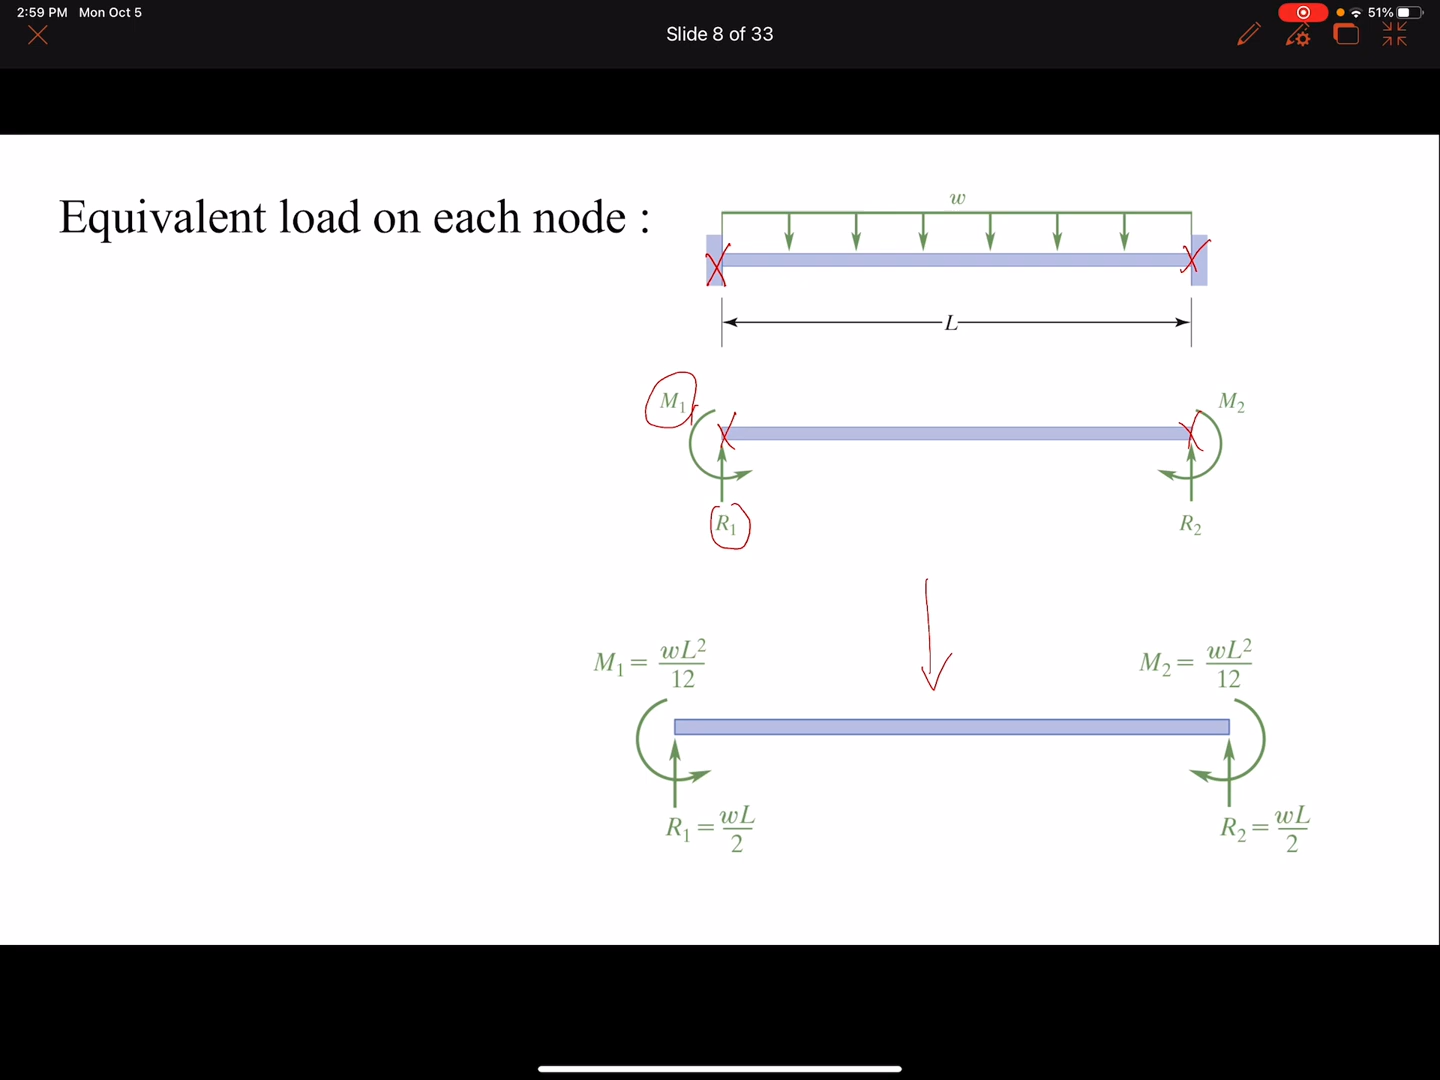 2:59 PM Mon Oct 5
51%
Slide 8 of 33
Equivalent load on each node :
w
L
M₁
M₂
R₁
R₂
M₁ = wL²/12
M₂ = wL²/12
R₁ = wL/2
R₂ = wL/2